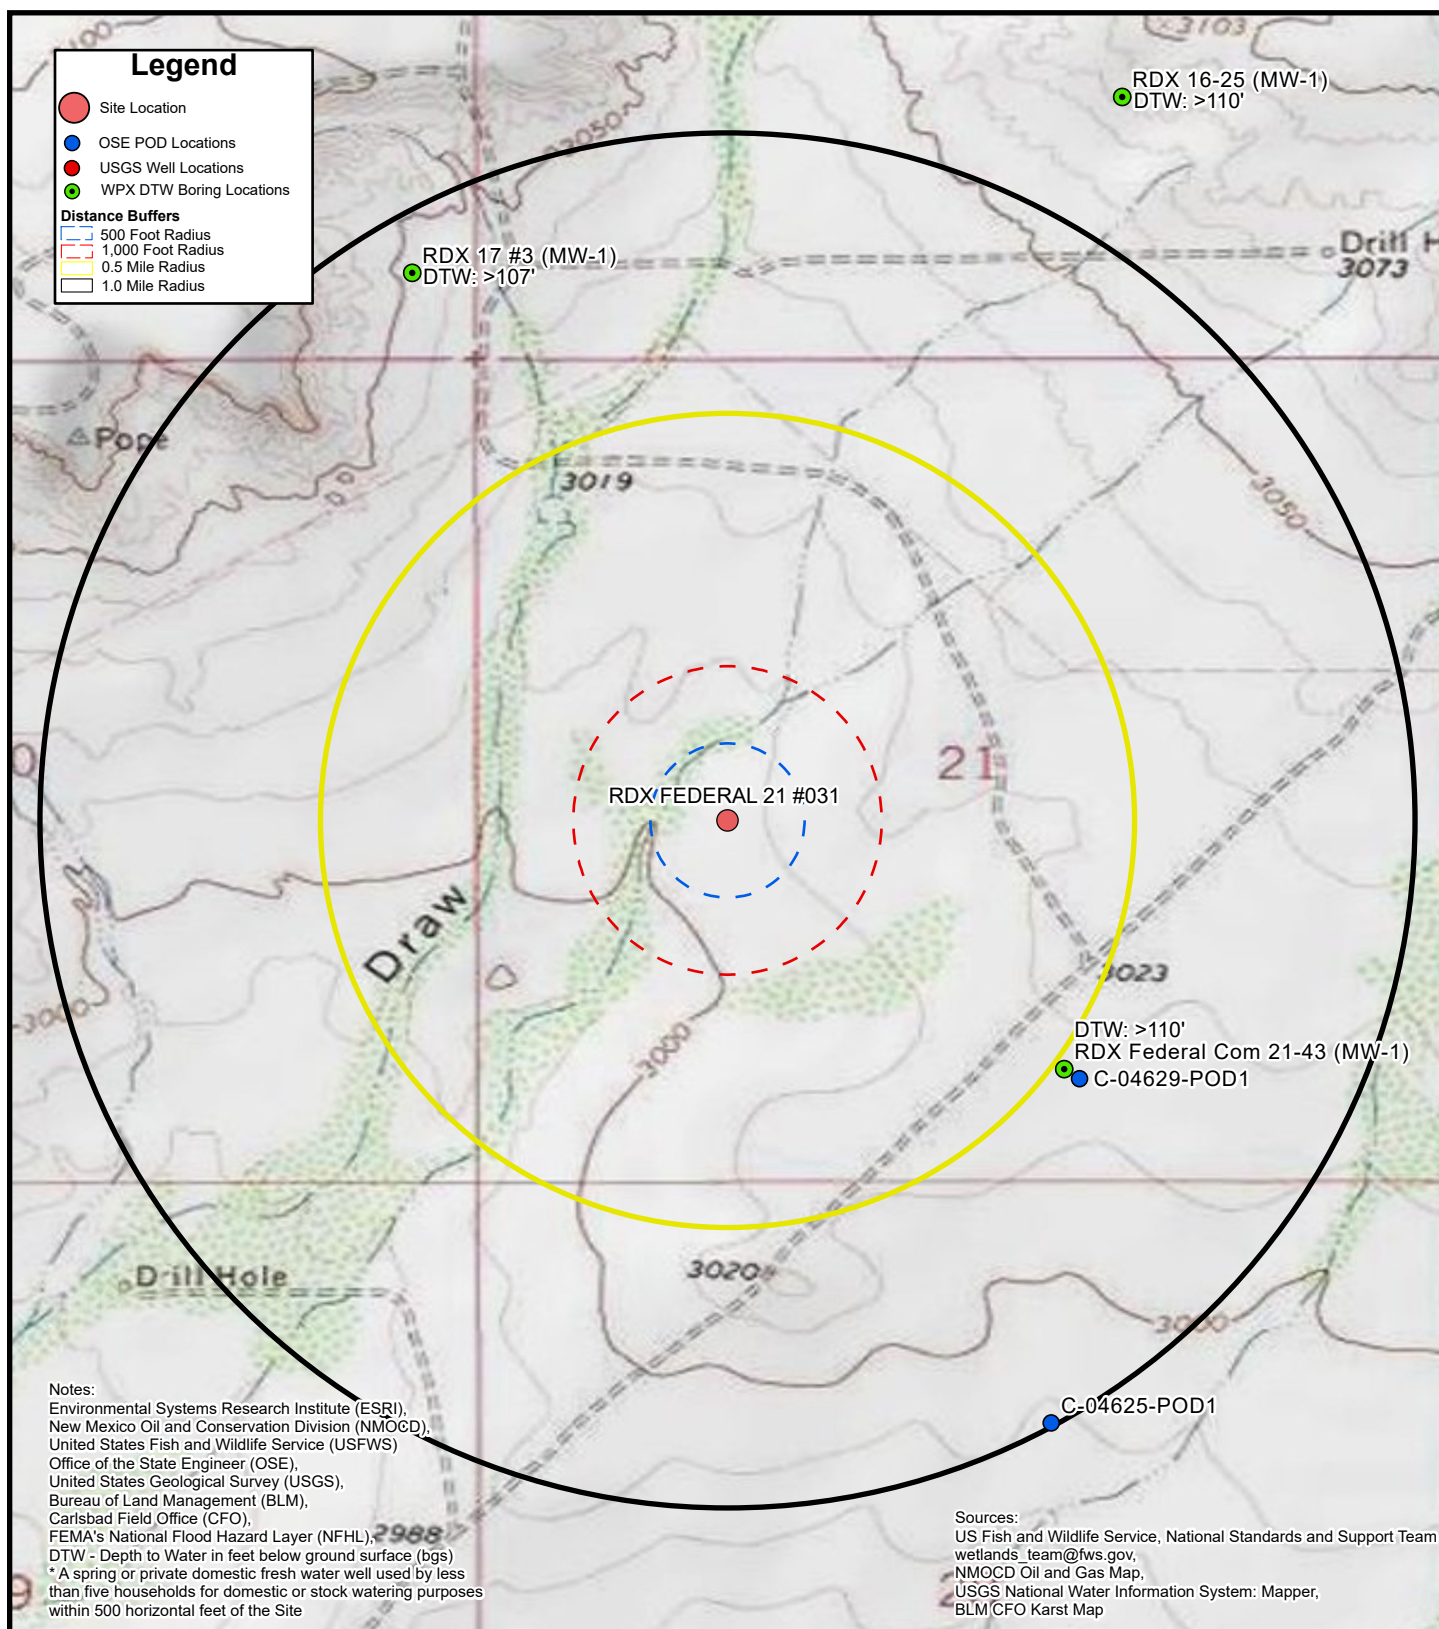 Legend
Site Location
OSE POD Locations
USGS Well Locations
WPX DTW Boring Locations
Distance Buffers
500 Foot Radius
1,000 Foot Radius
0.5 Mile Radius
1.0 Mile Radius
3103
RDX 16-25 (MW-1)
DTW: >110'
3050
RDX 17 #3 (MW-1)
DTW: >107'
Drill
3073
Pope
3019
3050
21
RDX FEDERAL 21 #031
Draw
3023
3000
3000
DTW: >110'
RDX Federal Com 21-43 (MW-1)
C-04629-POD1
Drill Hole
3020
3000
C-04625-POD1
2988
Notes:
Environmental Systems Research Institute (ESRI),
New Mexico Oil and Conservation Division (NMOCD),
United States Fish and Wildlife Service (USFWS)
Office of the State Engineer (OSE),
United States Geological Survey (USGS),
Bureau of Land Management (BLM),
Carlsbad Field Office (CFO),
FEMA's National Flood Hazard Layer (NFHL),
DTW - Depth to Water in feet below ground surface (bgs)
* A spring or private domestic fresh water well used by less
than five households for domestic or stock watering purposes
within 500 horizontal feet of the Site
Sources:
US Fish and Wildlife Service, National Standards and Support Team
wetlands_team@fws.gov,
NMOCD Oil and Gas Map,
USGS National Water Information System: Mapper,
BLM CFO Karst Map